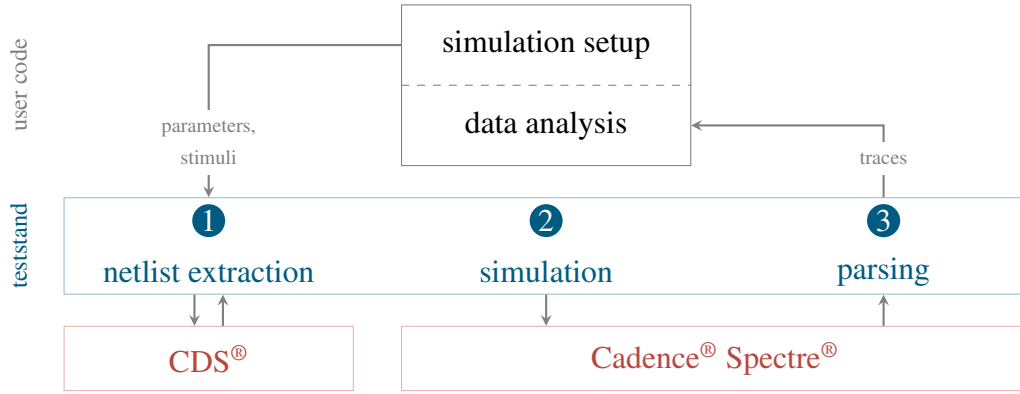 user code
simulation setup
data analysis
parameters,
stimuli
traces
teststand
1 2 3
netlist extraction simulation parsing
CDS® Cadence® Spectre®